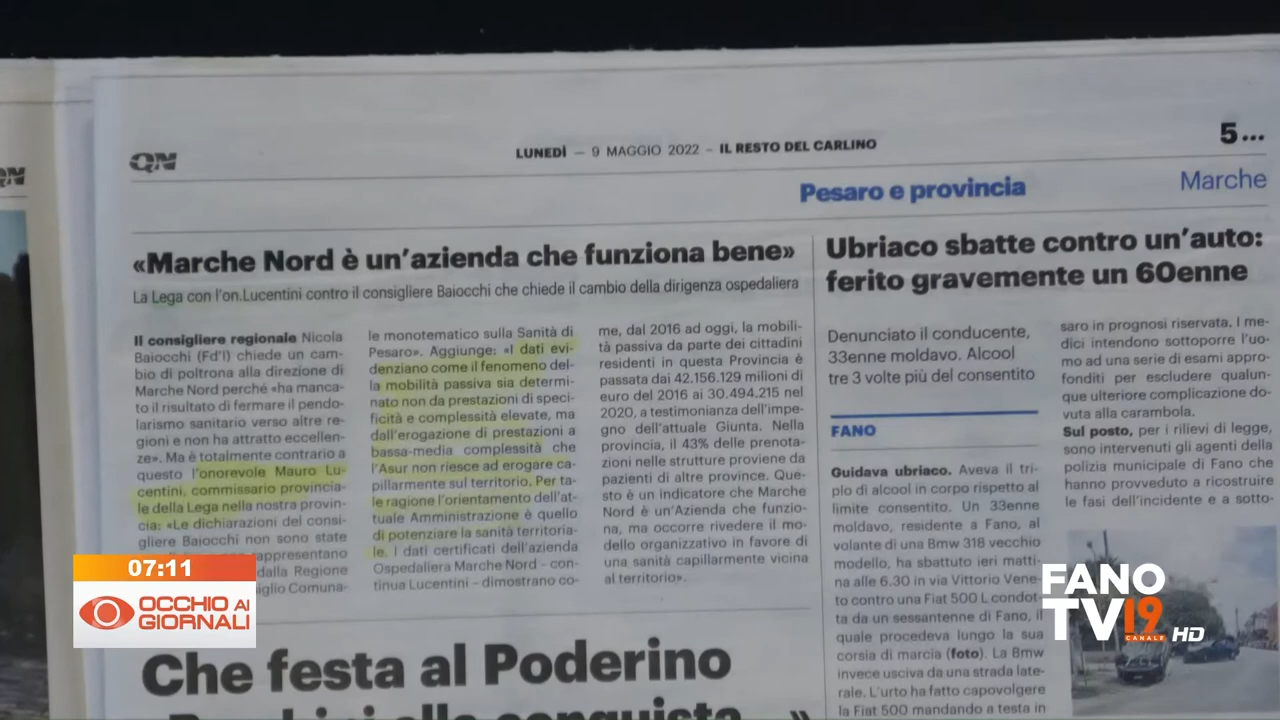 QN
LUNEDÌ – 9 MAGGIO 2022 – IL RESTO DEL CARLINO
5...
Pesaro e provincia
Marche
«Marche Nord è un'azienda che funziona bene»
La Lega con l'on.Lucentini contro il consigliere Baiocchi che chiede il cambio della dirigenza ospedaliera
Il consigliere regionale Nicola
Baiocchi (Fd'I) chiede un cam-
bio di poltrona alla direzione di
Marche Nord perché «ha manca-
to il risultato di fermare il pendo-
larismo sanitario verso altre re-
gioni e non ha attratto eccellen-
ze». Ma è totalmente contrario a
questo l'onorevole Mauro Lu-
centini, commissario provincia-
le della Lega nella nostra provin-
cia: «Le dichiarazioni del consi-
gliere Baiocchi non sono state
rappresentano
dalla Regione
iglio Comuna-
le monotematico sulla Sanità di
Pesaro». Aggiunge: «I dati evi-
denziano come il fenomeno del-
la mobilità passiva sia determi-
nato non da prestazioni di speci-
ficità e complessità elevate, ma
dall'erogazione di prestazioni a
bassa-media complessità che
l'Asur non riesce ad erogare ca-
pillarmente sul territorio. Per ta-
le ragione l'orientamento dell'at-
tuale Amministrazione è quello
di potenziare la sanità territoria-
le. I dati certificati dell'azienda
Ospedaliera Marche Nord – con-
tinua Lucentini – dimostrano co-
me, dal 2016 ad oggi, la mobili-
tà passiva da parte dei cittadini
residenti in questa Provincia è
passata dai 42.156.129 milioni di
euro del 2016 ai 30.494.215 nel
2020, a testimonianza dell'impe-
gno dell'attuale Giunta. Nella
provincia, il 43% delle prenota-
zioni nelle strutture proviene da
pazienti di altre province. Que-
sto è un indicatore che Marche
Nord è un'Azienda che funzio-
na, ma occorre rivedere il mo-
dello organizzativo in favore di
una sanità capillarmente vicina
al territorio».
Ubriaco sbatte contro un'auto:
ferito gravemente un 60enne
Denunciato il conducente,
33enne moldavo. Alcol
tre 3 volte più del consentito
FANO
Guidava ubriaco. Aveva il tri-
plo di alcool in corpo rispetto al
limite consentito. Un 33enne
moldavo, residente a Fano, al
volante di una Bmw 318 vecchio
modello, ha sbattuto ieri matti-
na alle 6.30 in via Vittorio Vene-
to contro una Fiat 500 L condot-
ta da un sessantenne di Fano, il
quale procedeva lungo la sua
corsia di marcia (foto). La Bmw
invece usciva da una strada late-
rale. L'urto ha fatto capovolgere
la Fiat 500 mandando a testa in
saro in prognosi riservata. I me-
dici intendono sottoporre l'uo-
mo ad una serie di esami appro-
fonditi per escludere qualun-
que ulteriore complicazione do-
vuta alla carambola.
Sul posto, per i rilievi di legge,
sono intervenuti gli agenti della
polizia municipale di Fano che
hanno provveduto a ricostruire
le fasi dell'incidente e a sotto-
Che festa al Poderino
07:11
OCCHIO AI
GIORNALI
FANO
TV 19
CANALE HD